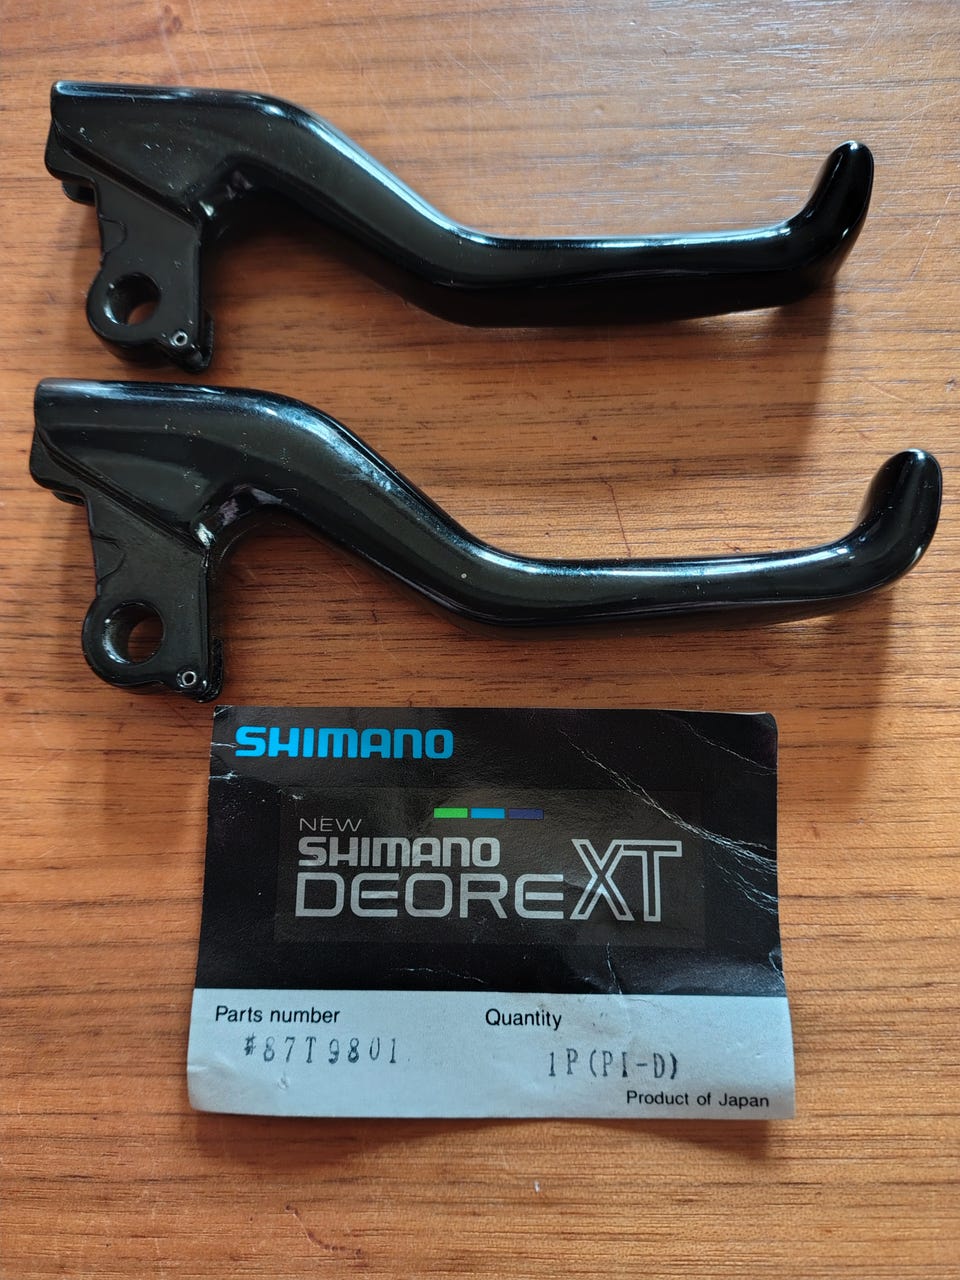 SHIMANO
NEW
SHIMANO
DEORE XT
Parts number
Quantity
#87T9801
1P(PI-D)
Product of Japan